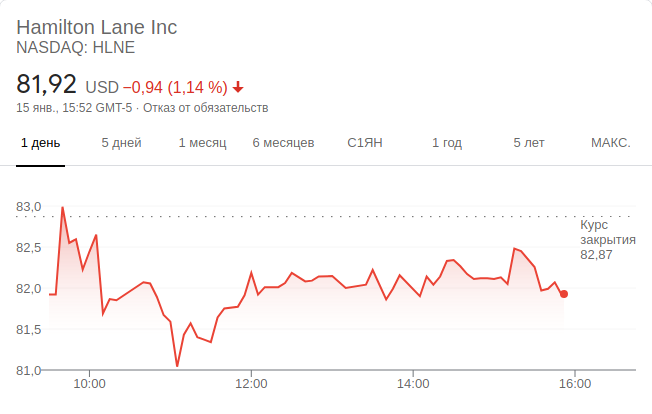 Hamilton Lane Inc
NASDAQ: HLNE
81,92 USD −0,94 (1,14 %)
15 янв., 15:52 GMT-5 · Отказ от обязательств
1 день 5 дней 1 месяц 6 месяцев С1ЯН 1 год 5 лет МАКС.
83,0
Курс
закрытия
82,87
82,5
82,0
81,5
81,0
10:00 12:00 14:00 16:00